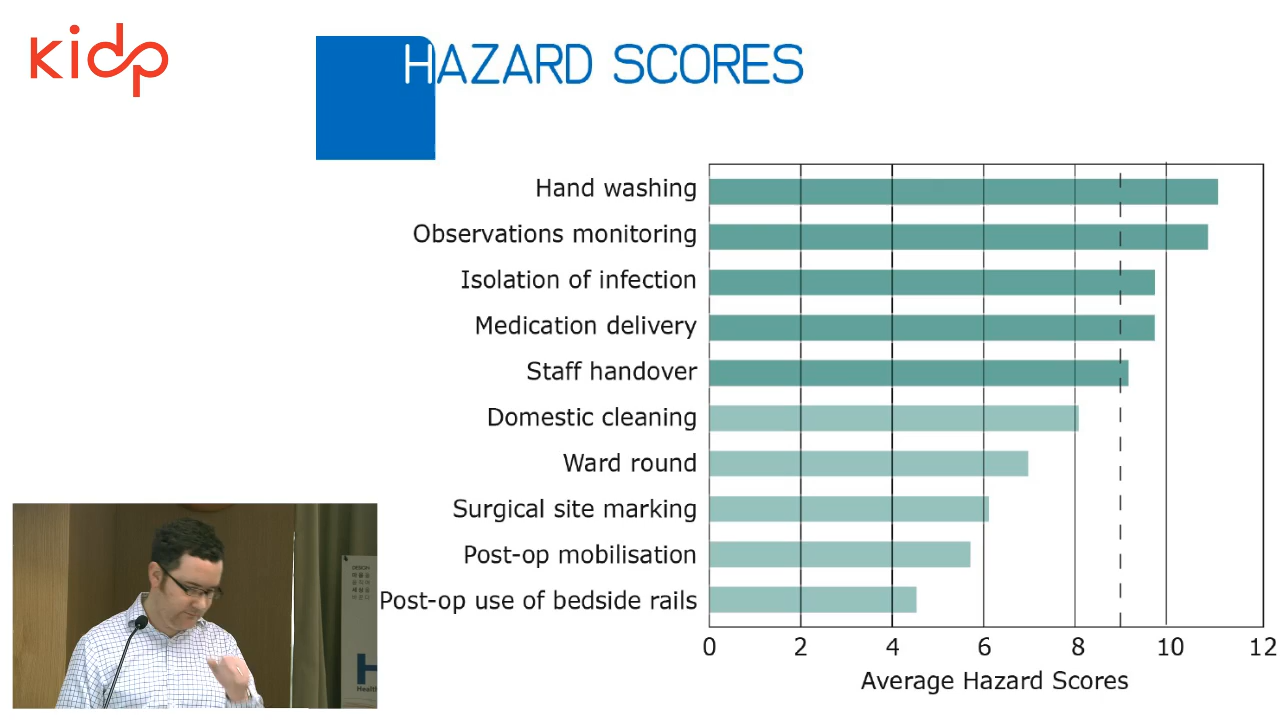 kidp
HAZARD SCORES
Hand washing
Observations monitoring
Isolation of infection
Medication delivery
Staff handover
Domestic cleaning
Ward round
Surgical site marking
Post-op mobilisation
Post-op use of bedside rails
0 2 4 6 8 10 12
Average Hazard Scores
DESIGN
H
Health